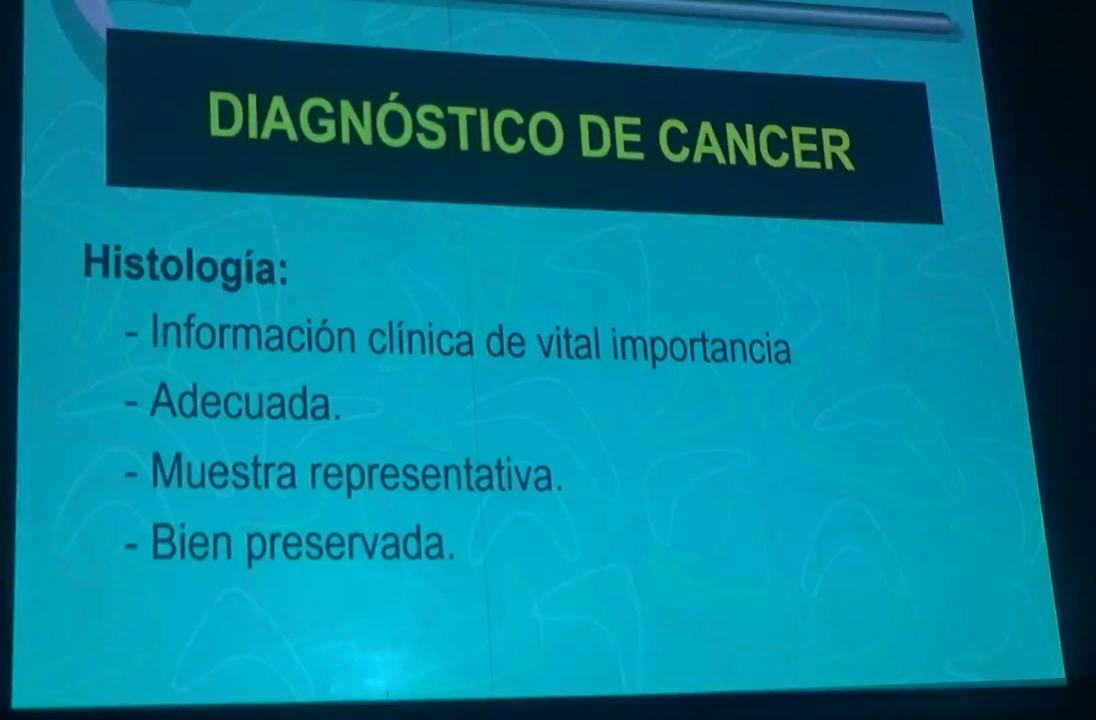 DIAGNÓSTICO DE CANCER
Histología:
- Información clínica de vital importancia
- Adecuada.
- Muestra representativa.
- Bien preservada.